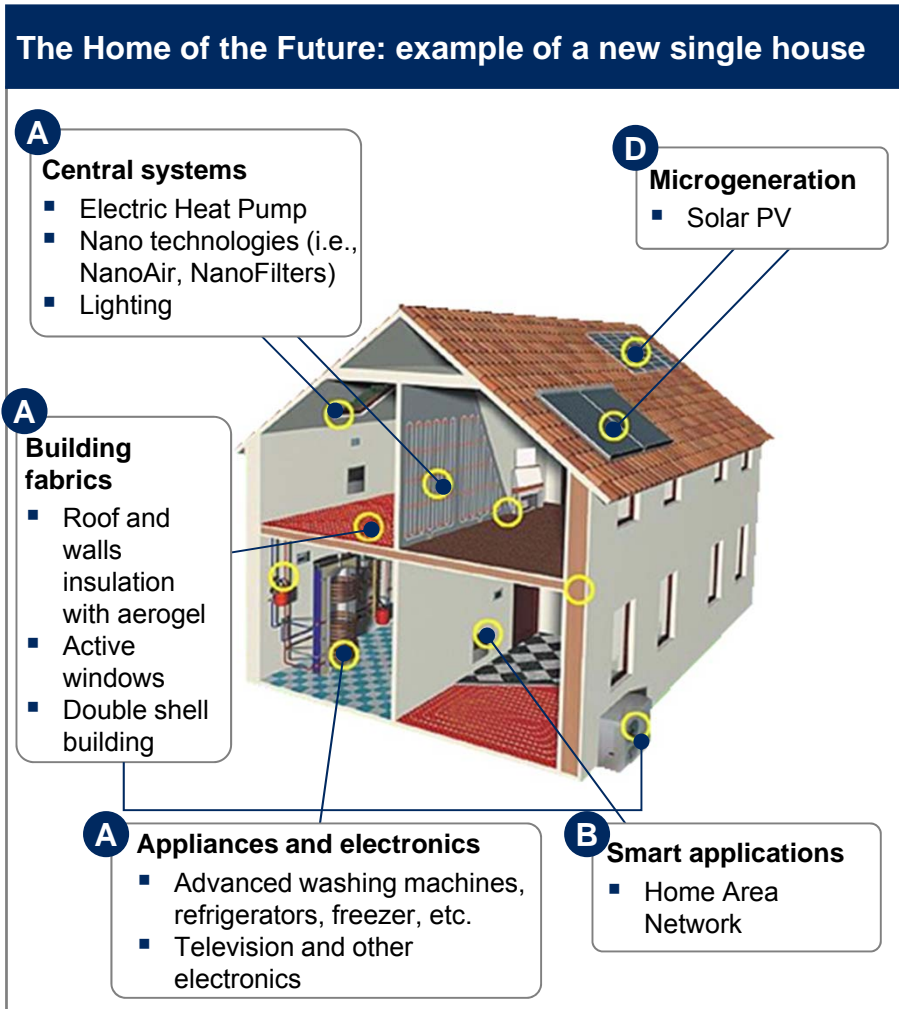 The Home of the Future: example of a new single house
A
Central systems
▪ Electric Heat Pump
▪ Nano technologies (i.e.,
NanoAir, NanoFilters)
▪ Lighting
D
Microgeneration
▪ Solar PV
A
Building
fabrics
▪ Roof and
walls
insulation
with aerogel
▪ Active
windows
▪ Double shell
building
A
Appliances and electronics
▪ Advanced washing machines,
refrigerators, freezer, etc.
▪ Television and other
electronics
B
Smart applications
▪ Home Area
Network